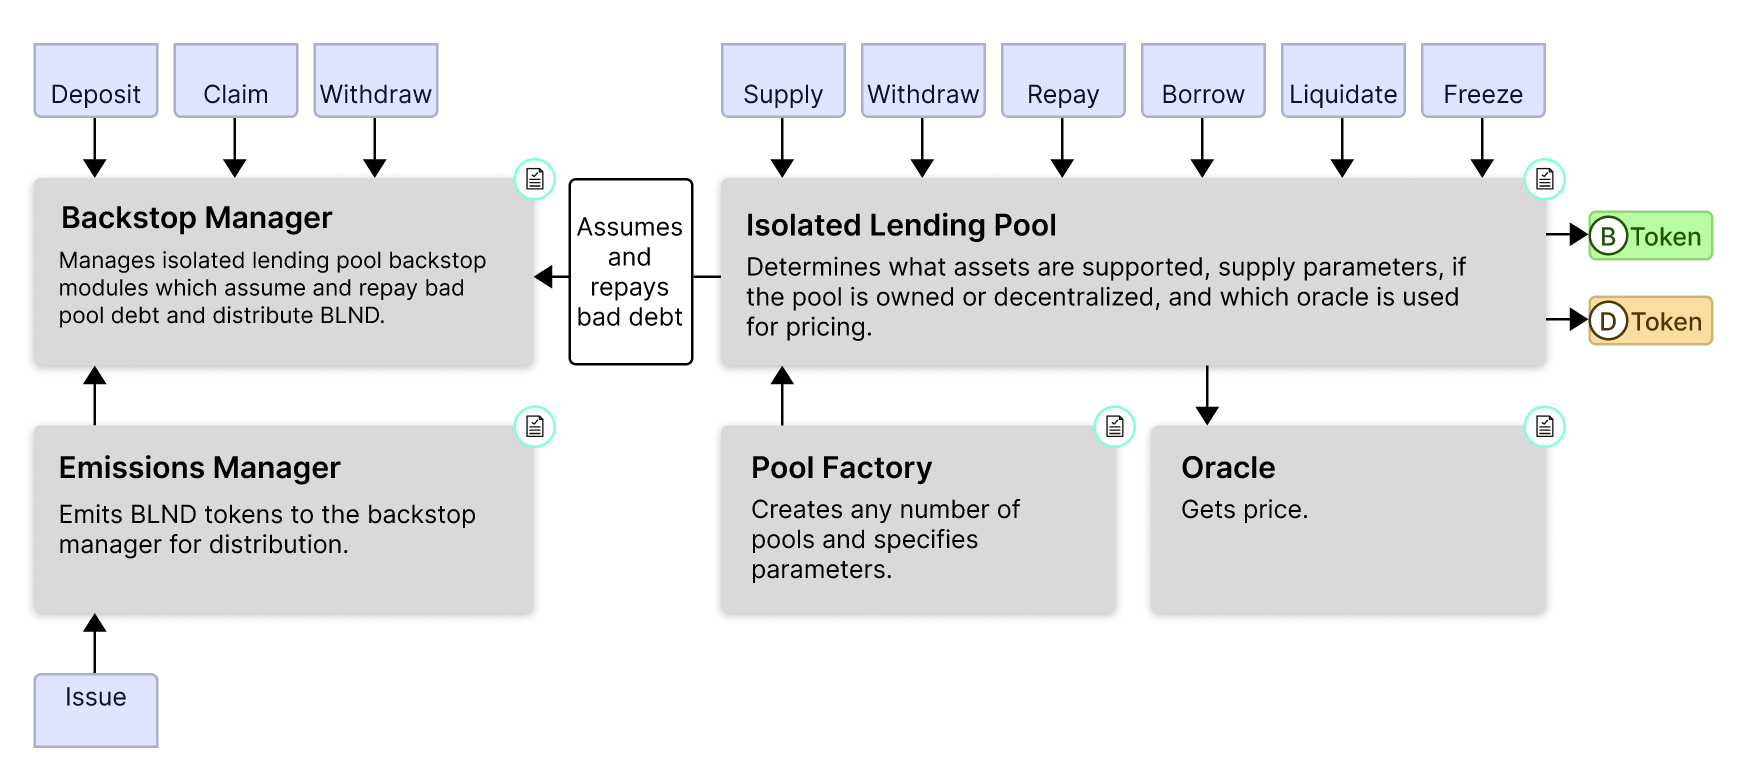 Deposit
Claim
Withdraw
Supply
Withdraw
Repay
Borrow
Liquidate
Freeze
Backstop Manager
Manages isolated lending pool backstop
modules which assume and repay bad
pool debt and distribute BLND.
Assumes
and
repays
bad debt
Isolated Lending Pool
Determines what assets are supported, supply parameters, if
the pool is owned or decentralized, and which oracle is used
for pricing.
B Token
D Token
Emissions Manager
Emits BLND tokens to the backstop
manager for distribution.
Pool Factory
Creates any number of
pools and specifies
parameters.
Oracle
Gets price.
Issue